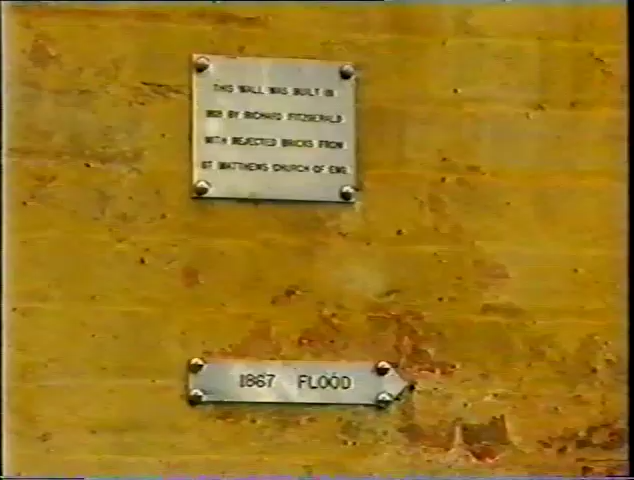 THIS WALL WAS BUILT IN
BY RICHARD FITZGERALD
WITH REJECTED BRICKS FROM
ST MATTHEWS CHURCH OF ENG.
1867 FLOOD